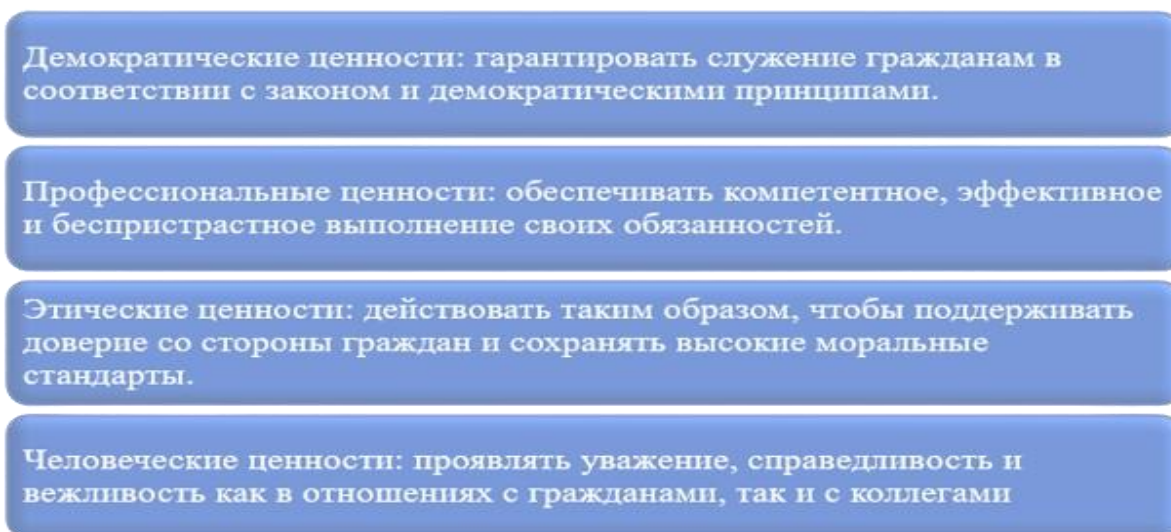 Демократические ценности: гарантировать служение гражданам в
соответствии с законом и демократическими принципами.
Профессиональные ценности: обеспечивать компетентное, эффективное
и беспристрастное выполнение своих обязанностей.
Этические ценности: действовать таким образом, чтобы поддерживать
доверие со стороны граждан и сохранять высокие моральные
стандарты.
Человеческие ценности: проявлять уважение, справедливость и
вежливость как в отношениях с гражданами, так и с коллегами